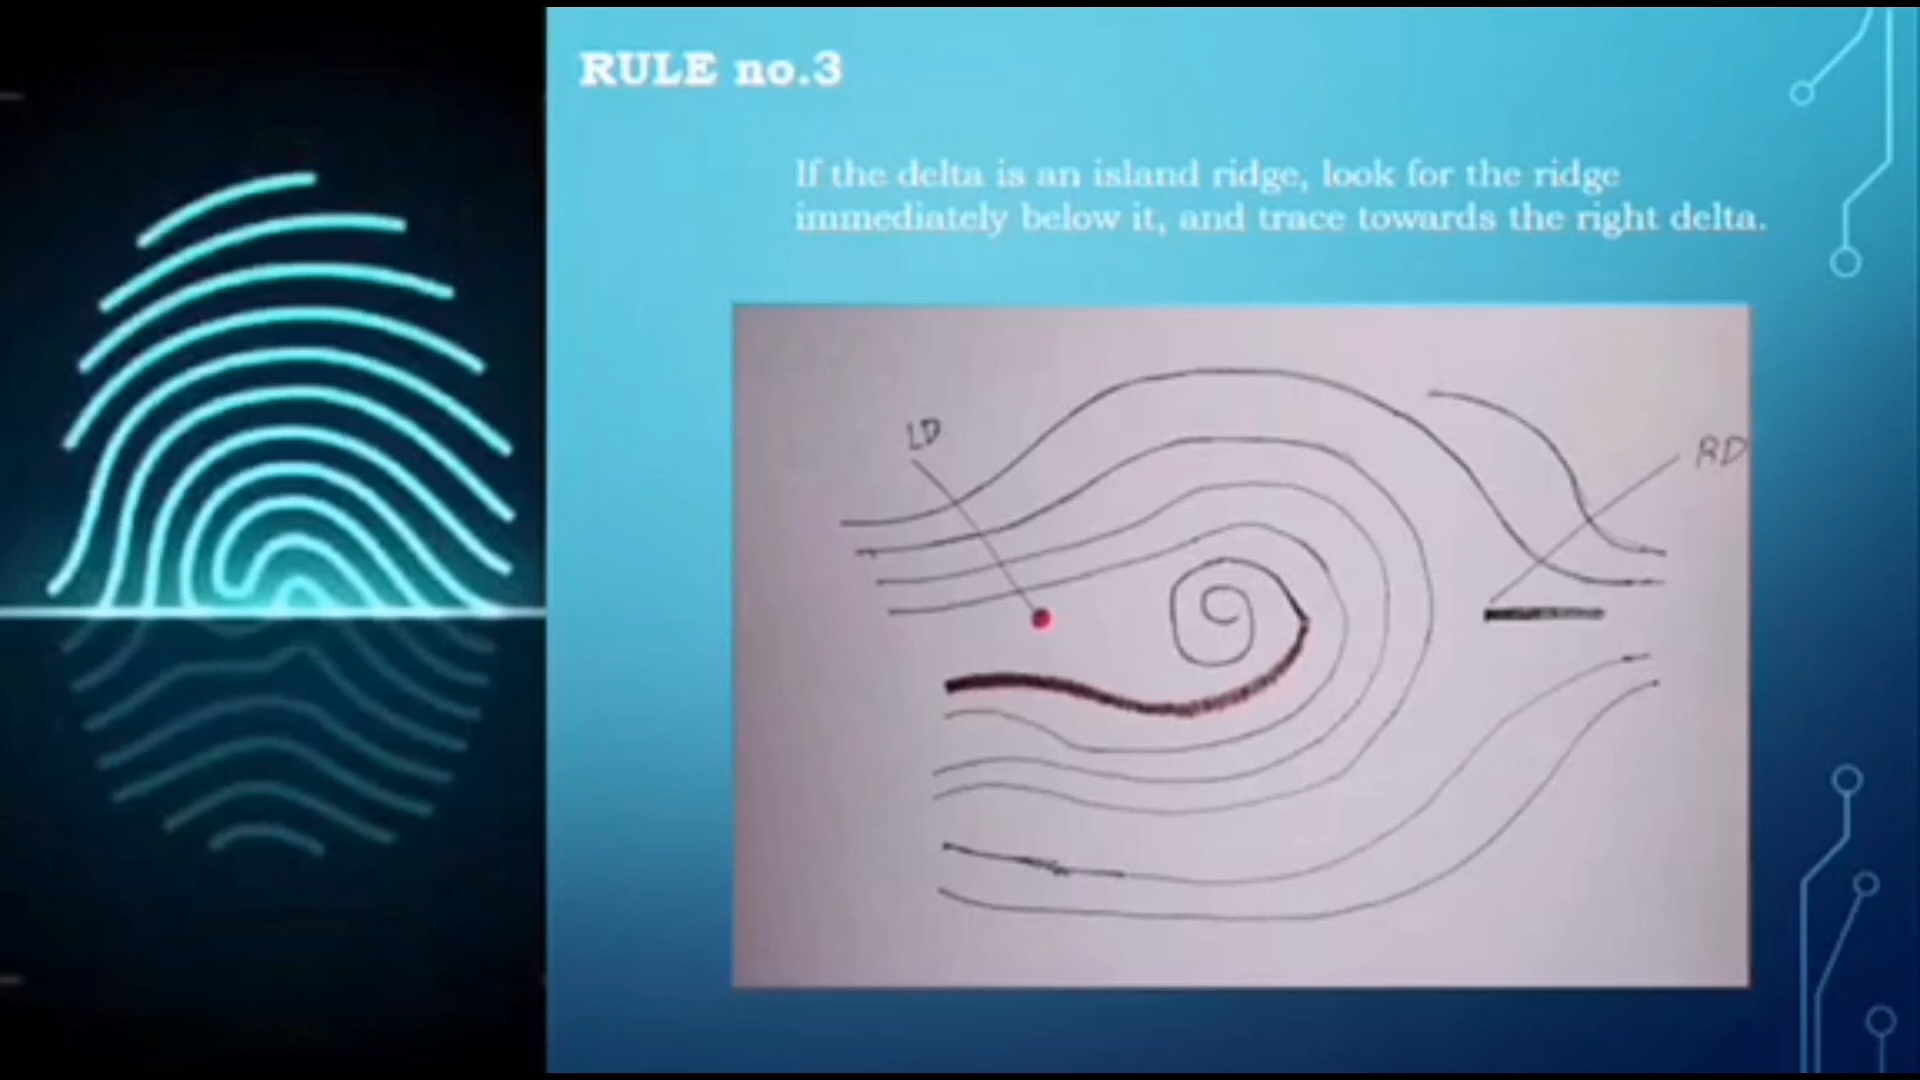 RULE no.3
If the delta is an island ridge, look for the ridge
immediately below it, and trace towards the right delta.
LD
RD